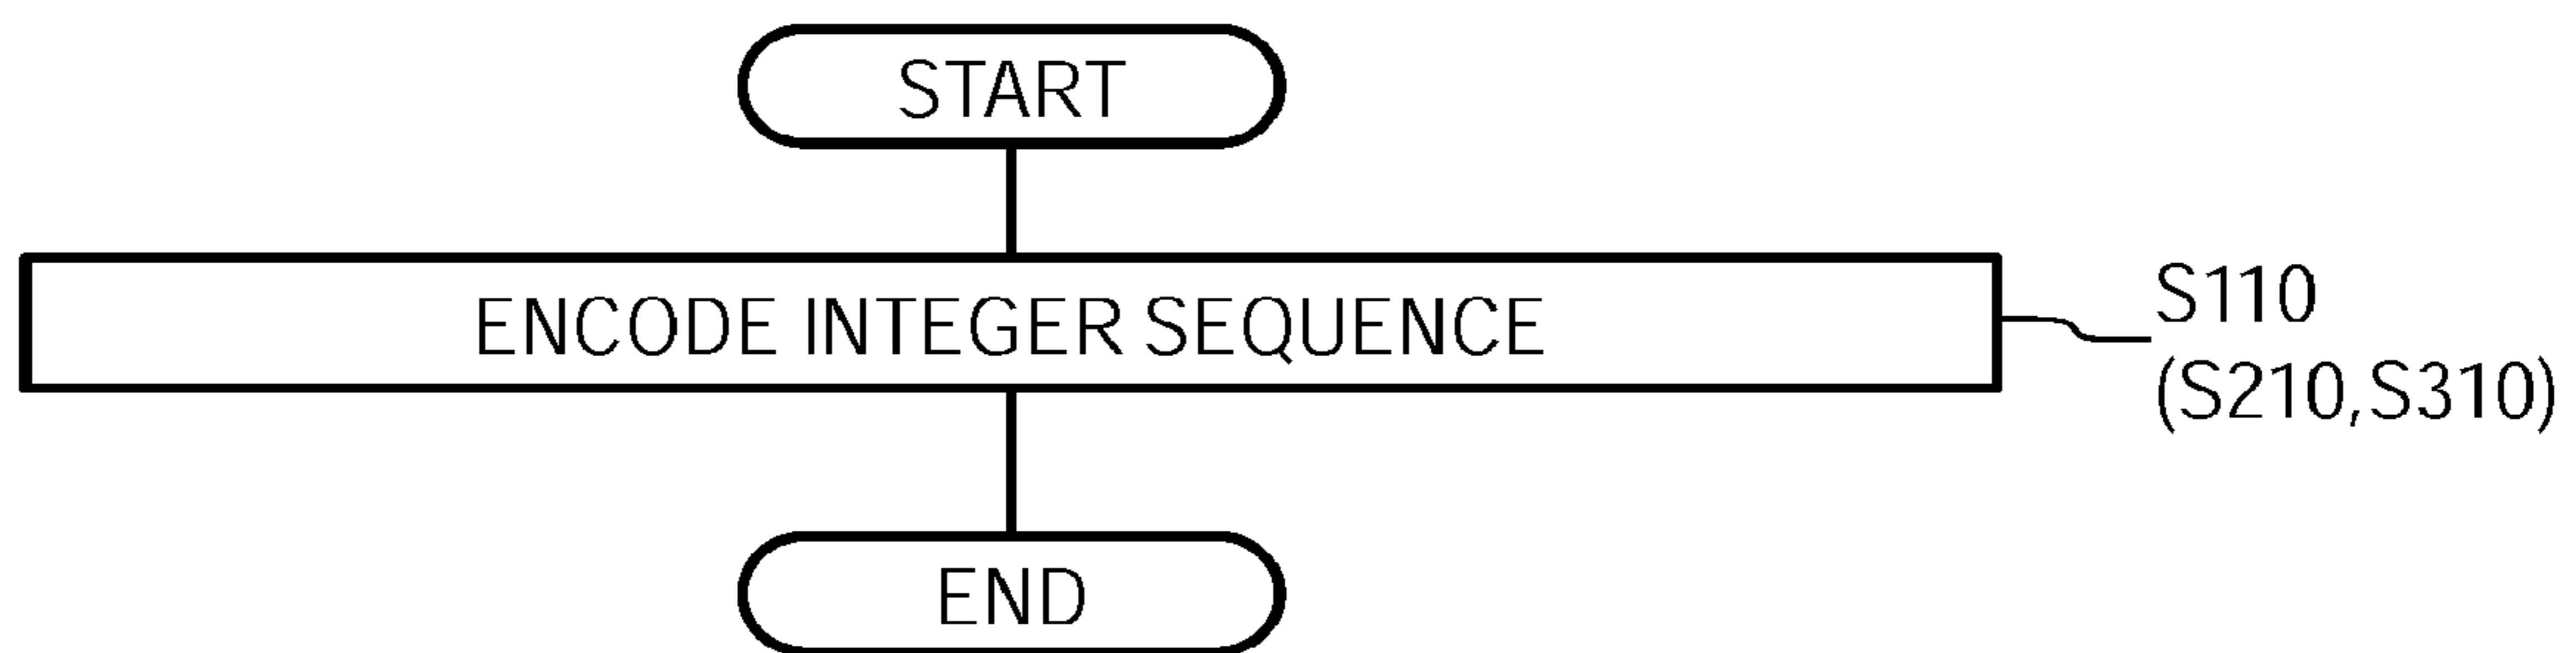 START
ENCODE INTEGER SEQUENCE
S110
(S210,S310)
END